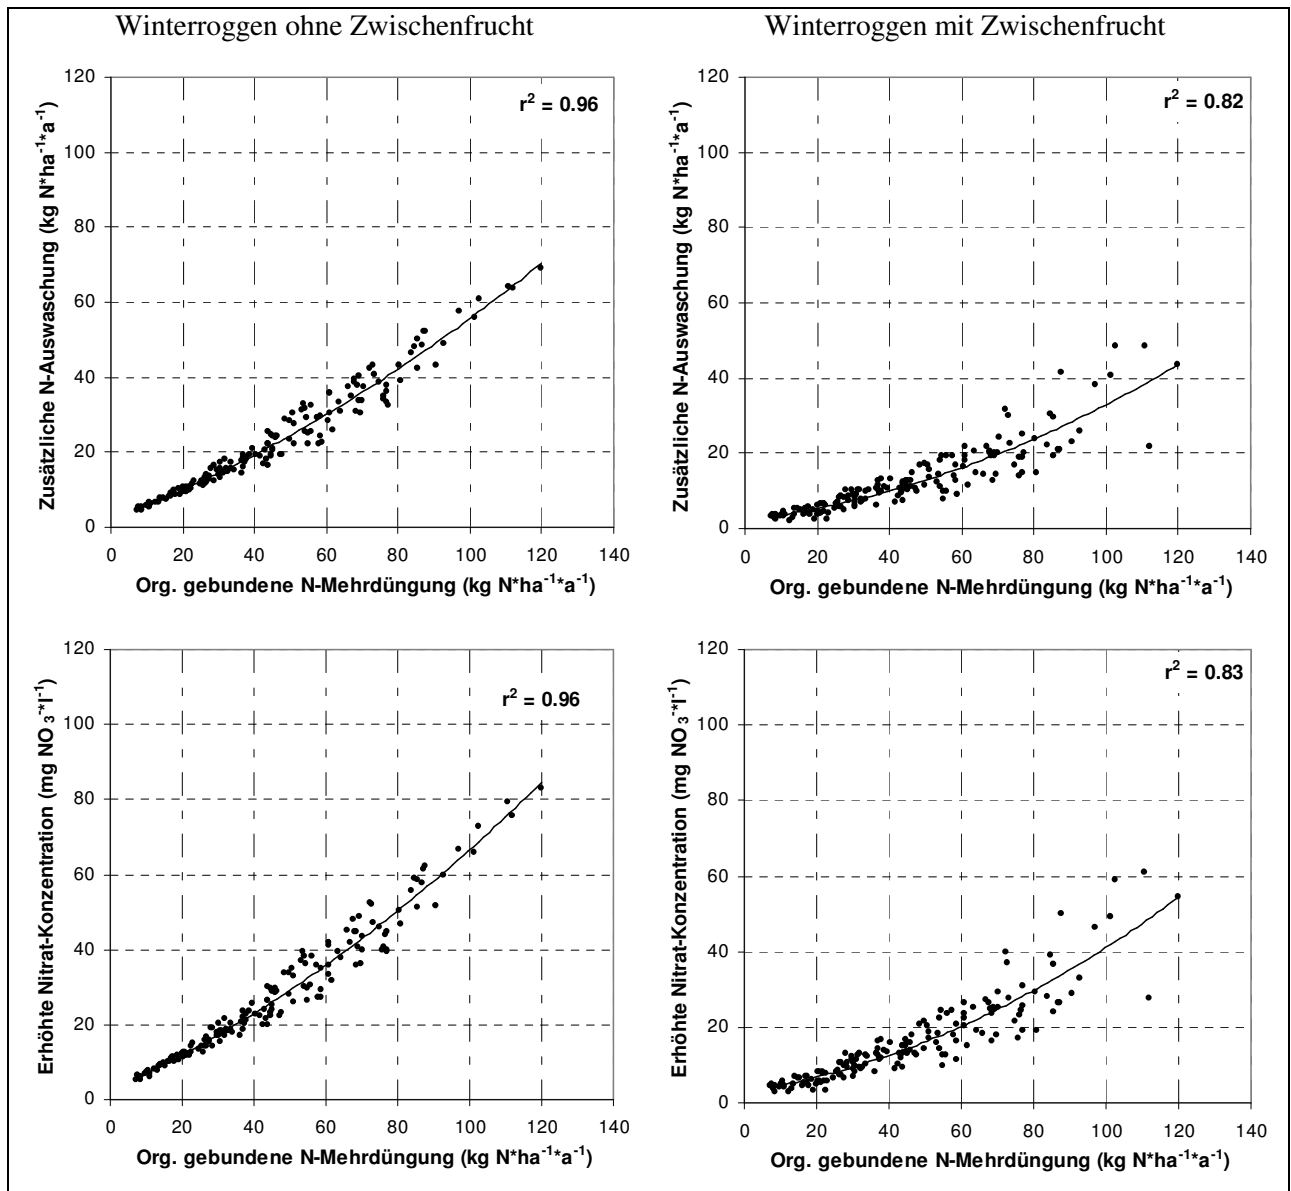 Winterroggen ohne Zwischenfrucht
Winterroggen mit Zwischenfrucht
Zusätzliche N-Auswaschung (kg N*ha⁻¹*a⁻¹)
120
100
80
60
40
20
0
r² = 0.96
0 20 40 60 80 100 120 140
Org. gebundene N-Mehrdüngung (kg N*ha⁻¹*a⁻¹)
Zusätzliche N-Auswaschung (kg N*ha⁻¹*a⁻¹)
120
100
80
60
40
20
0
r² = 0.82
0 20 40 60 80 100 120 140
Org. gebundene N-Mehrdüngung (kg N*ha⁻¹*a⁻¹)
Erhöhte Nitrat-Konzentration (mg NO₃⁻*l⁻¹)
120
100
80
60
40
20
0
r² = 0.96
0 20 40 60 80 100 120 140
Org. gebundene N-Mehrdüngung (kg N*ha⁻¹*a⁻¹)
Erhöhte Nitrat-Konzentration (mg NO₃⁻*l⁻¹)
120
100
80
60
40
20
0
r² = 0.83
0 20 40 60 80 100 120 140
Org. gebundene N-Mehrdüngung (kg N*ha⁻¹*a⁻¹)